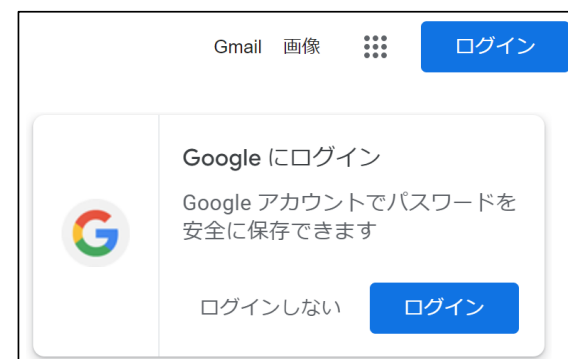 Gmail 画像 ログイン
Google にログイン
Google アカウントでパスワードを
安全に保存できます
ログインしない ログイン